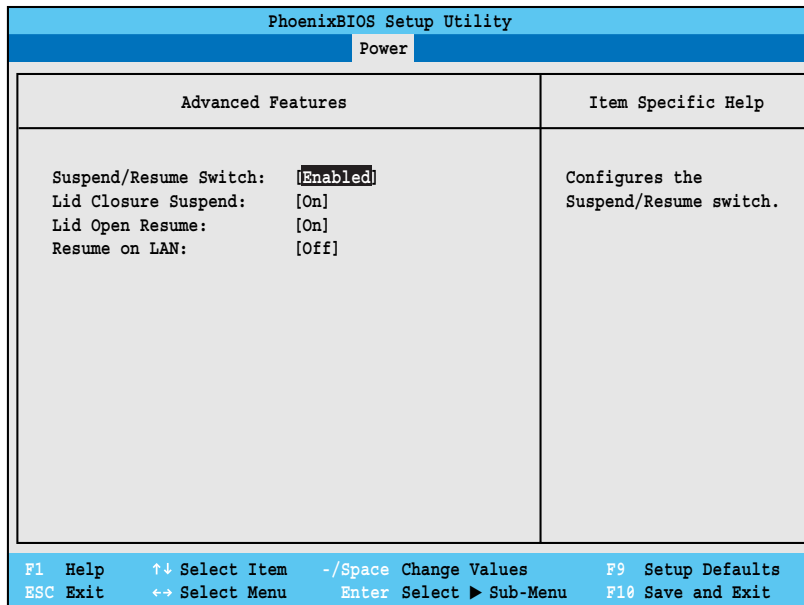 PhoenixBIOS Setup Utility
Power
Advanced Features
Item Specific Help
Suspend/Resume Switch: [Enabled]
Lid Closure Suspend: [On]
Lid Open Resume: [On]
Resume on LAN: [Off]
Configures the
Suspend/Resume switch.
F1 Help ↑↓ Select Item -/Space Change Values F9 Setup Defaults
ESC Exit ←→ Select Menu Enter Select ▶ Sub-Menu F10 Save and Exit